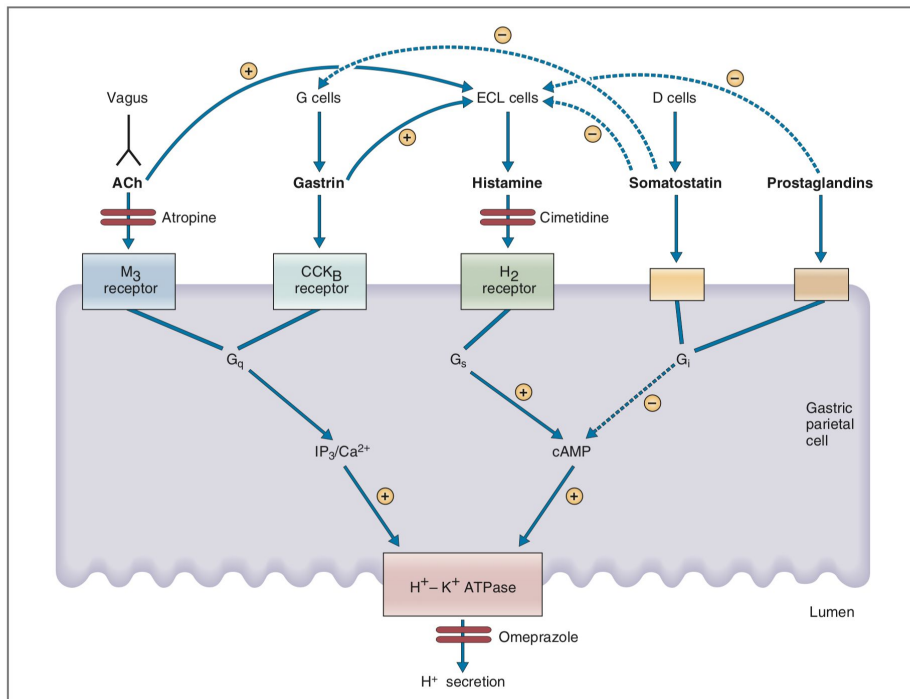 Vagus
G cells
ECL cells
D cells
ACh
Gastrin
Histamine
Somatostatin
Prostaglandins
Atropine
Cimetidine
M3
receptor
CCKB
receptor
H2
receptor
Gq
Gs
Gi
Gastric
parietal
cell
IP3/Ca2+
cAMP
H+–K+ ATPase
Lumen
Omeprazole
H+ secretion
+
+
−
−
−
+
−
+
+